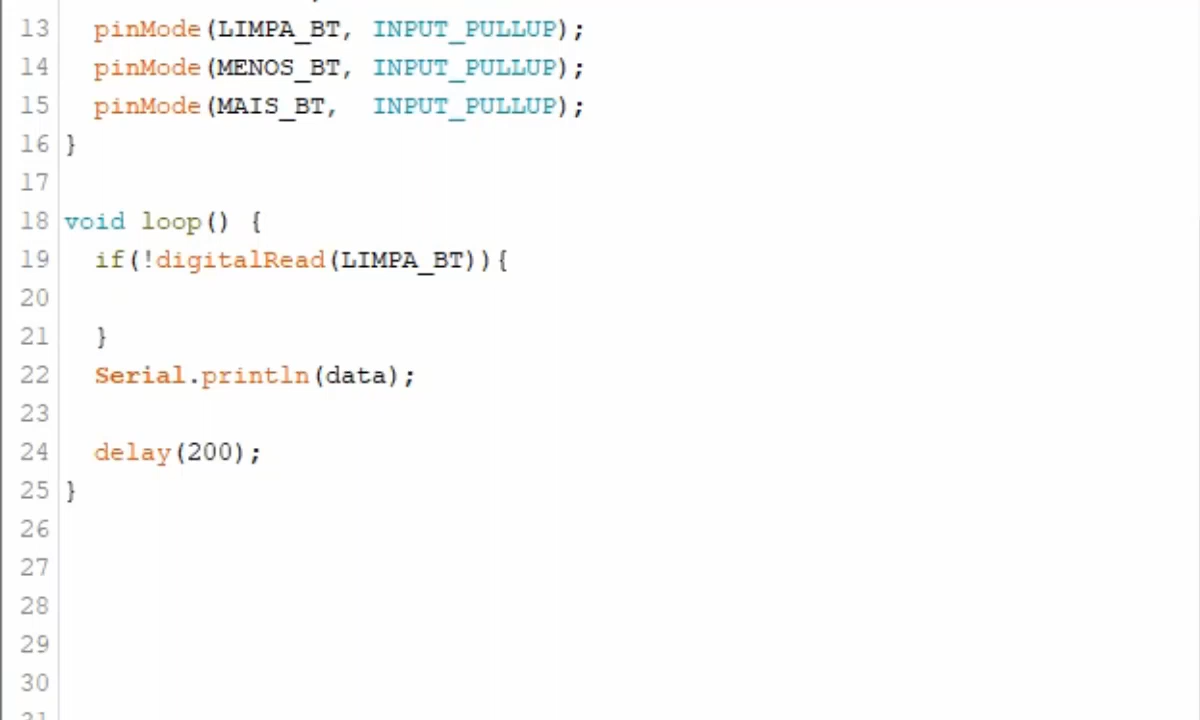 13 pinMode(LIMPA_BT, INPUT_PULLUP);
14 pinMode(MENOS_BT, INPUT_PULLUP);
15 pinMode(MAIS_BT,  INPUT_PULLUP);
16 }
17
18 void loop() {
19   if(!digitalRead(LIMPA_BT)){
20
21   }
22   Serial.println(data);
23
24   delay(200);
25 }
26
27
28
29
30